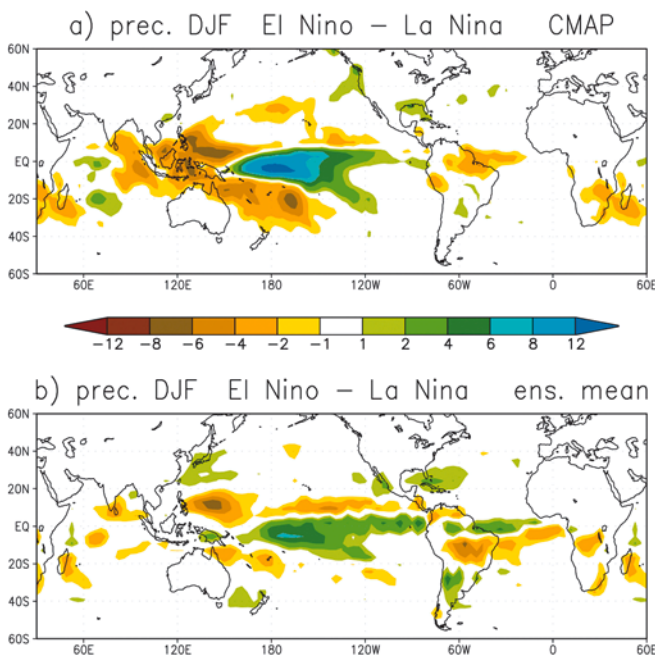 a) prec. DJF El Nino – La Nina CMAP
60N
40N
20N
EQ
20S
40S
60S
60E 120E 180 120W 60W 0 60E
-12 -8 -6 -4 -2 -1 1 2 4 6 8 12
b) prec. DJF El Nino – La Nina ens. mean
60N
40N
20N
EQ
20S
40S
60S
60E 120E 180 120W 60W 0 60E